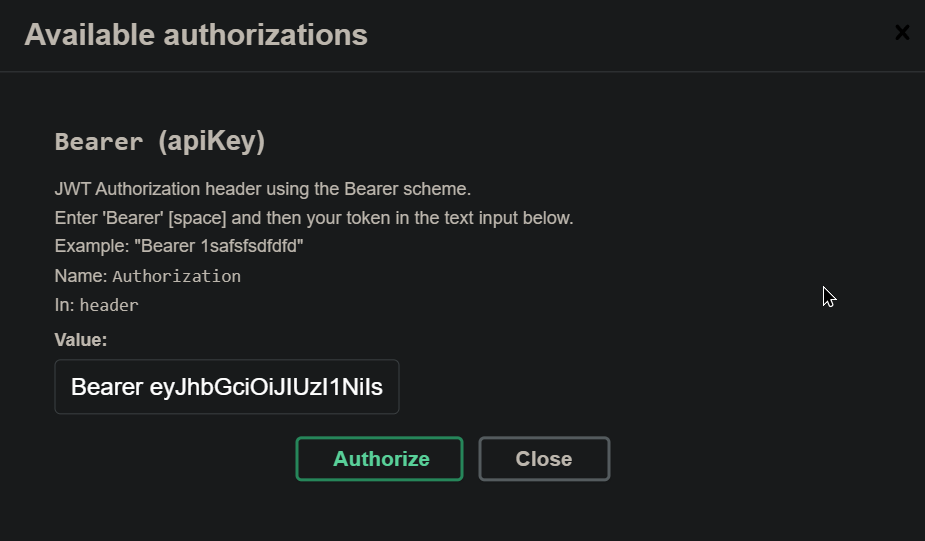 Available authorizations
Bearer (apiKey)
JWT Authorization header using the Bearer scheme.
Enter 'Bearer' [space] and then your token in the text input below.
Example: "Bearer 1safsfsdfdfd"
Name: Authorization
In: header
Value:
Bearer eyJhbGciOiJIUzI1NiIs
Authorize Close